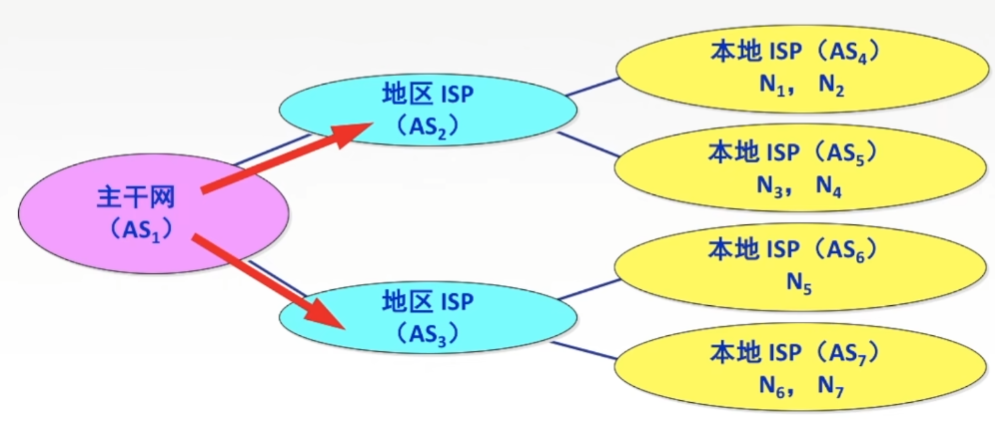 主干网
（AS₁）
地区 ISP
（AS₂）
地区 ISP
（AS₃）
本地 ISP（AS₄）
N₁， N₂
本地 ISP（AS₅）
N₃， N₄
本地 ISP（AS₆）
N₅
本地 ISP（AS₇）
N₆， N₇